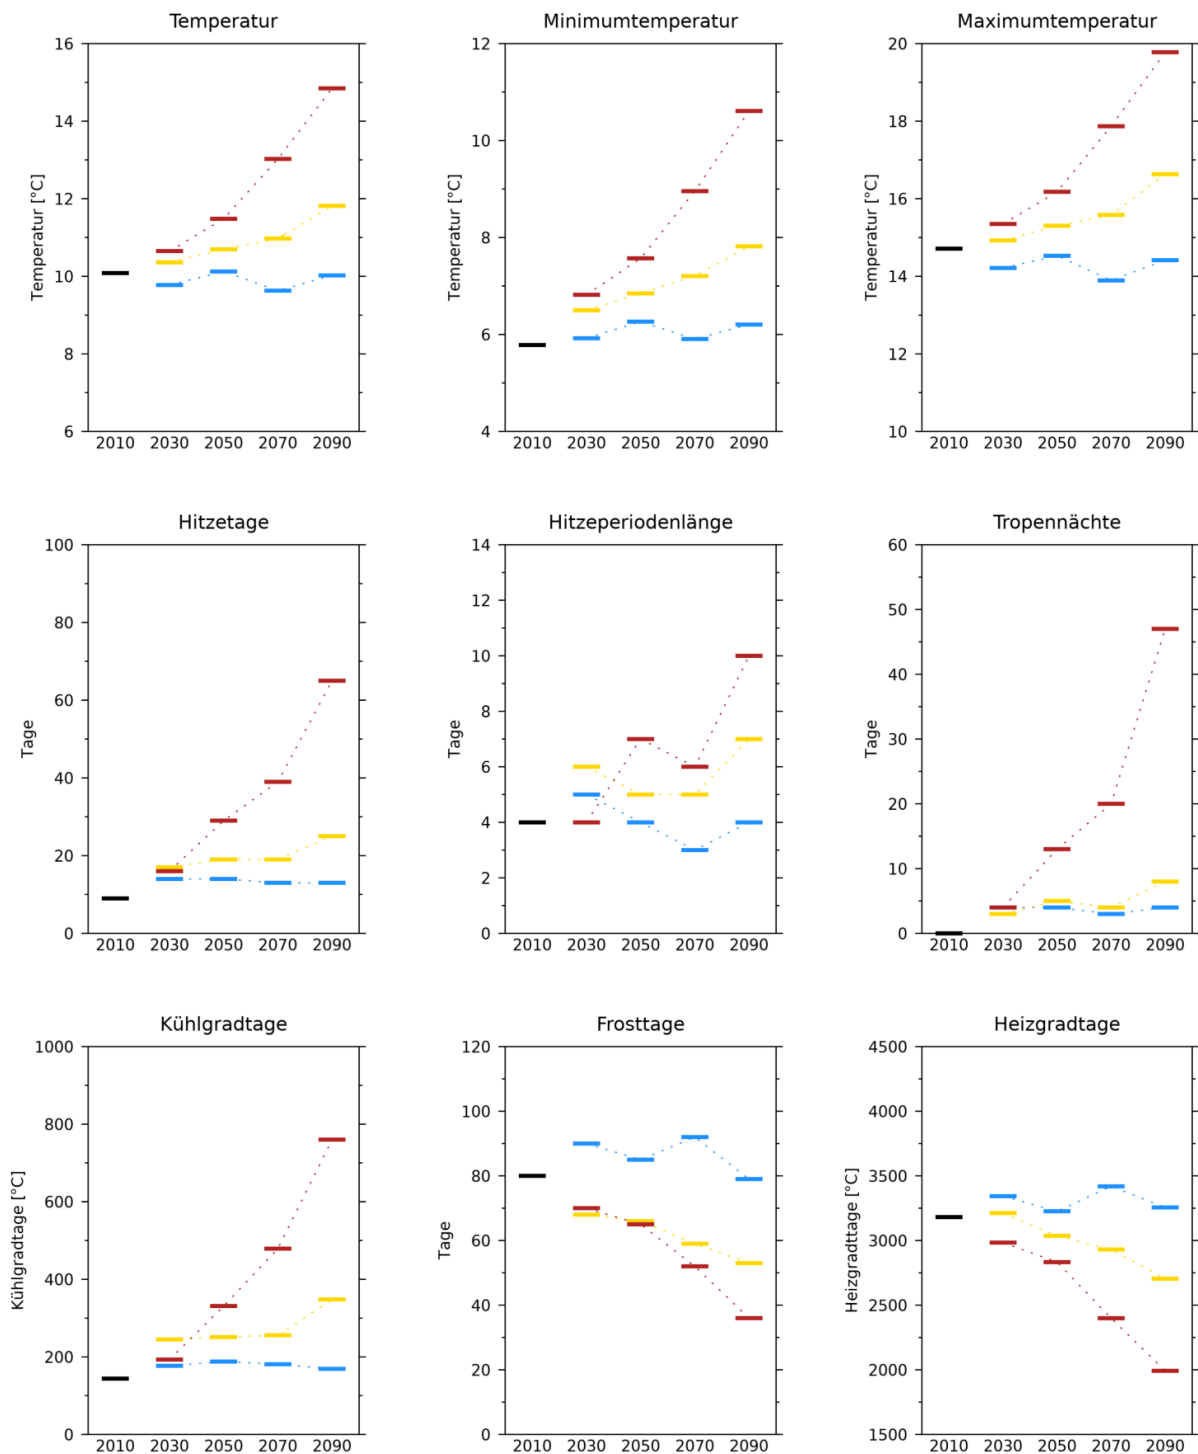 Temperatur
Minimumtemperatur
Maximumtemperatur
16
14
12
10
8
6
Temperatur [°C]
2010 2030 2050 2070 2090
12
10
8
6
4
Temperatur [°C]
2010 2030 2050 2070 2090
20
18
16
14
12
10
Temperatur [°C]
2010 2030 2050 2070 2090
Hitzetage
Hitzeperiodenlänge
Tropennächte
100
80
60
40
20
0
Tage
2010 2030 2050 2070 2090
14
12
10
8
6
4
2
0
Tage
2010 2030 2050 2070 2090
60
50
40
30
20
10
0
Tage
2010 2030 2050 2070 2090
Kühlgradtage
Frosttage
Heizgradtage
1000
800
600
400
200
0
Kühlgradtage [°C]
2010 2030 2050 2070 2090
120
100
80
60
40
20
0
Tage
2010 2030 2050 2070 2090
4500
4000
3500
3000
2500
2000
1500
Heizgradttage [°C]
2010 2030 2050 2070 2090